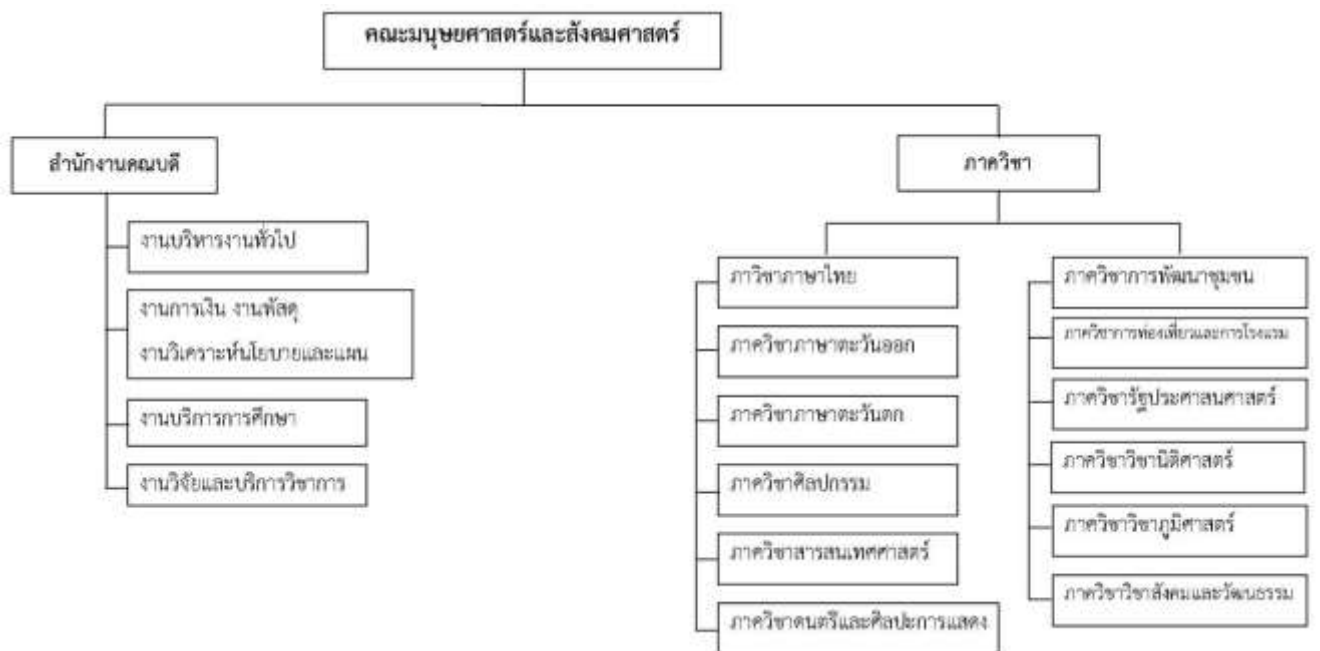 คณะมนุษยศาสตร์และสังคมศาสตร์
สำนักงานคณบดี
งานบริหารงานทั่วไป
งานการเงิน งานพัสดุ
งานวิเคราะห์นโยบายและแผน
งานบริการการศึกษา
งานวิจัยและบริการวิชาการ
ภาควิชา
ภาวิชาภาษาไทย
ภาควิชาภาษาตะวันออก
ภาควิชาภาษาตะวันตก
ภาควิชาศิลปกรรม
ภาควิชาสารสนเทศศาสตร์
ภาควิชาดนตรีและศิลปะการแสดง
ภาควิชาการพัฒนาชุมชน
ภาควิชาการท่องเที่ยวและการโรงแรม
ภาควิชารัฐประศาสนศาสตร์
ภาควิชาวิชานิติศาสตร์
ภาควิชาวิชาภูมิศาสตร์
ภาควิชาวิชาสังคมและวัฒนธรรม